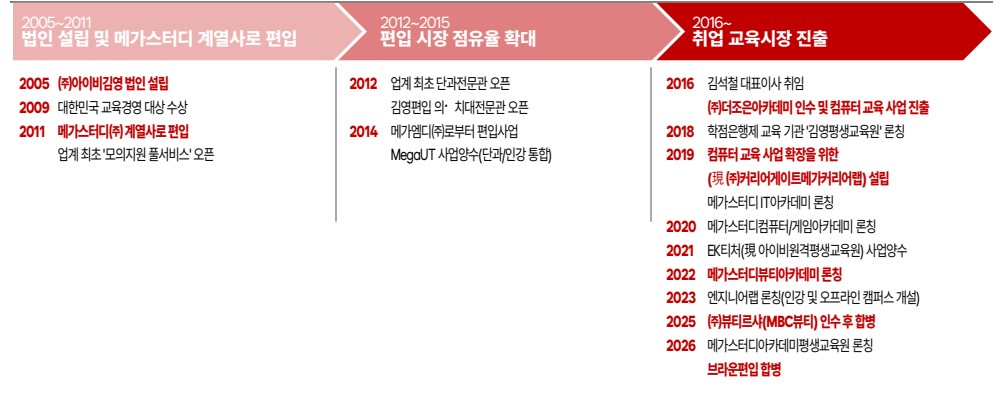 2005~2011
법인 설립 및 메가스터디 계열사로 편입
2005 ㈜아이비김영 법인 설립
2009 대한민국 교육경영 대상 수상
2011 메가스터디㈜ 계열사로 편입
업계 최초 '모의지원 풀서비스' 오픈
2012~2015
편입 시장 점유율 확대
2012 업계 최초 단과전문관 오픈
김영편입 의· 치대전문관 오픈
2014 메가엠디㈜로부터 편입사업
MegaUT 사업양수(단과/인강 통합)
2016~
취업 교육시장 진출
2016 김석철 대표이사 취임
㈜더조은아카데미 인수 및 컴퓨터 교육 사업 진출
2018 학점은행제 교육 기관 '김영평생교육원' 론칭
2019 컴퓨터 교육 사업 확장을 위한
(現 ㈜커리어게이트메가커리어랩) 설립
메가스터디 IT아카데미 론칭
2020 메가스터디컴퓨터/게임아카데미 론칭
2021 EK티처(現 아이비원격평생교육원) 사업양수
2022 메가스터디뷰티아카데미 론칭
2023 엔지니어랩 론칭(인강 및 오프라인 캠퍼스 개설)
2025 ㈜뷰티르샤(MBC뷰티) 인수 후 합병
2026 메가스터디아카데미평생교육원 론칭
브라운편입 합병